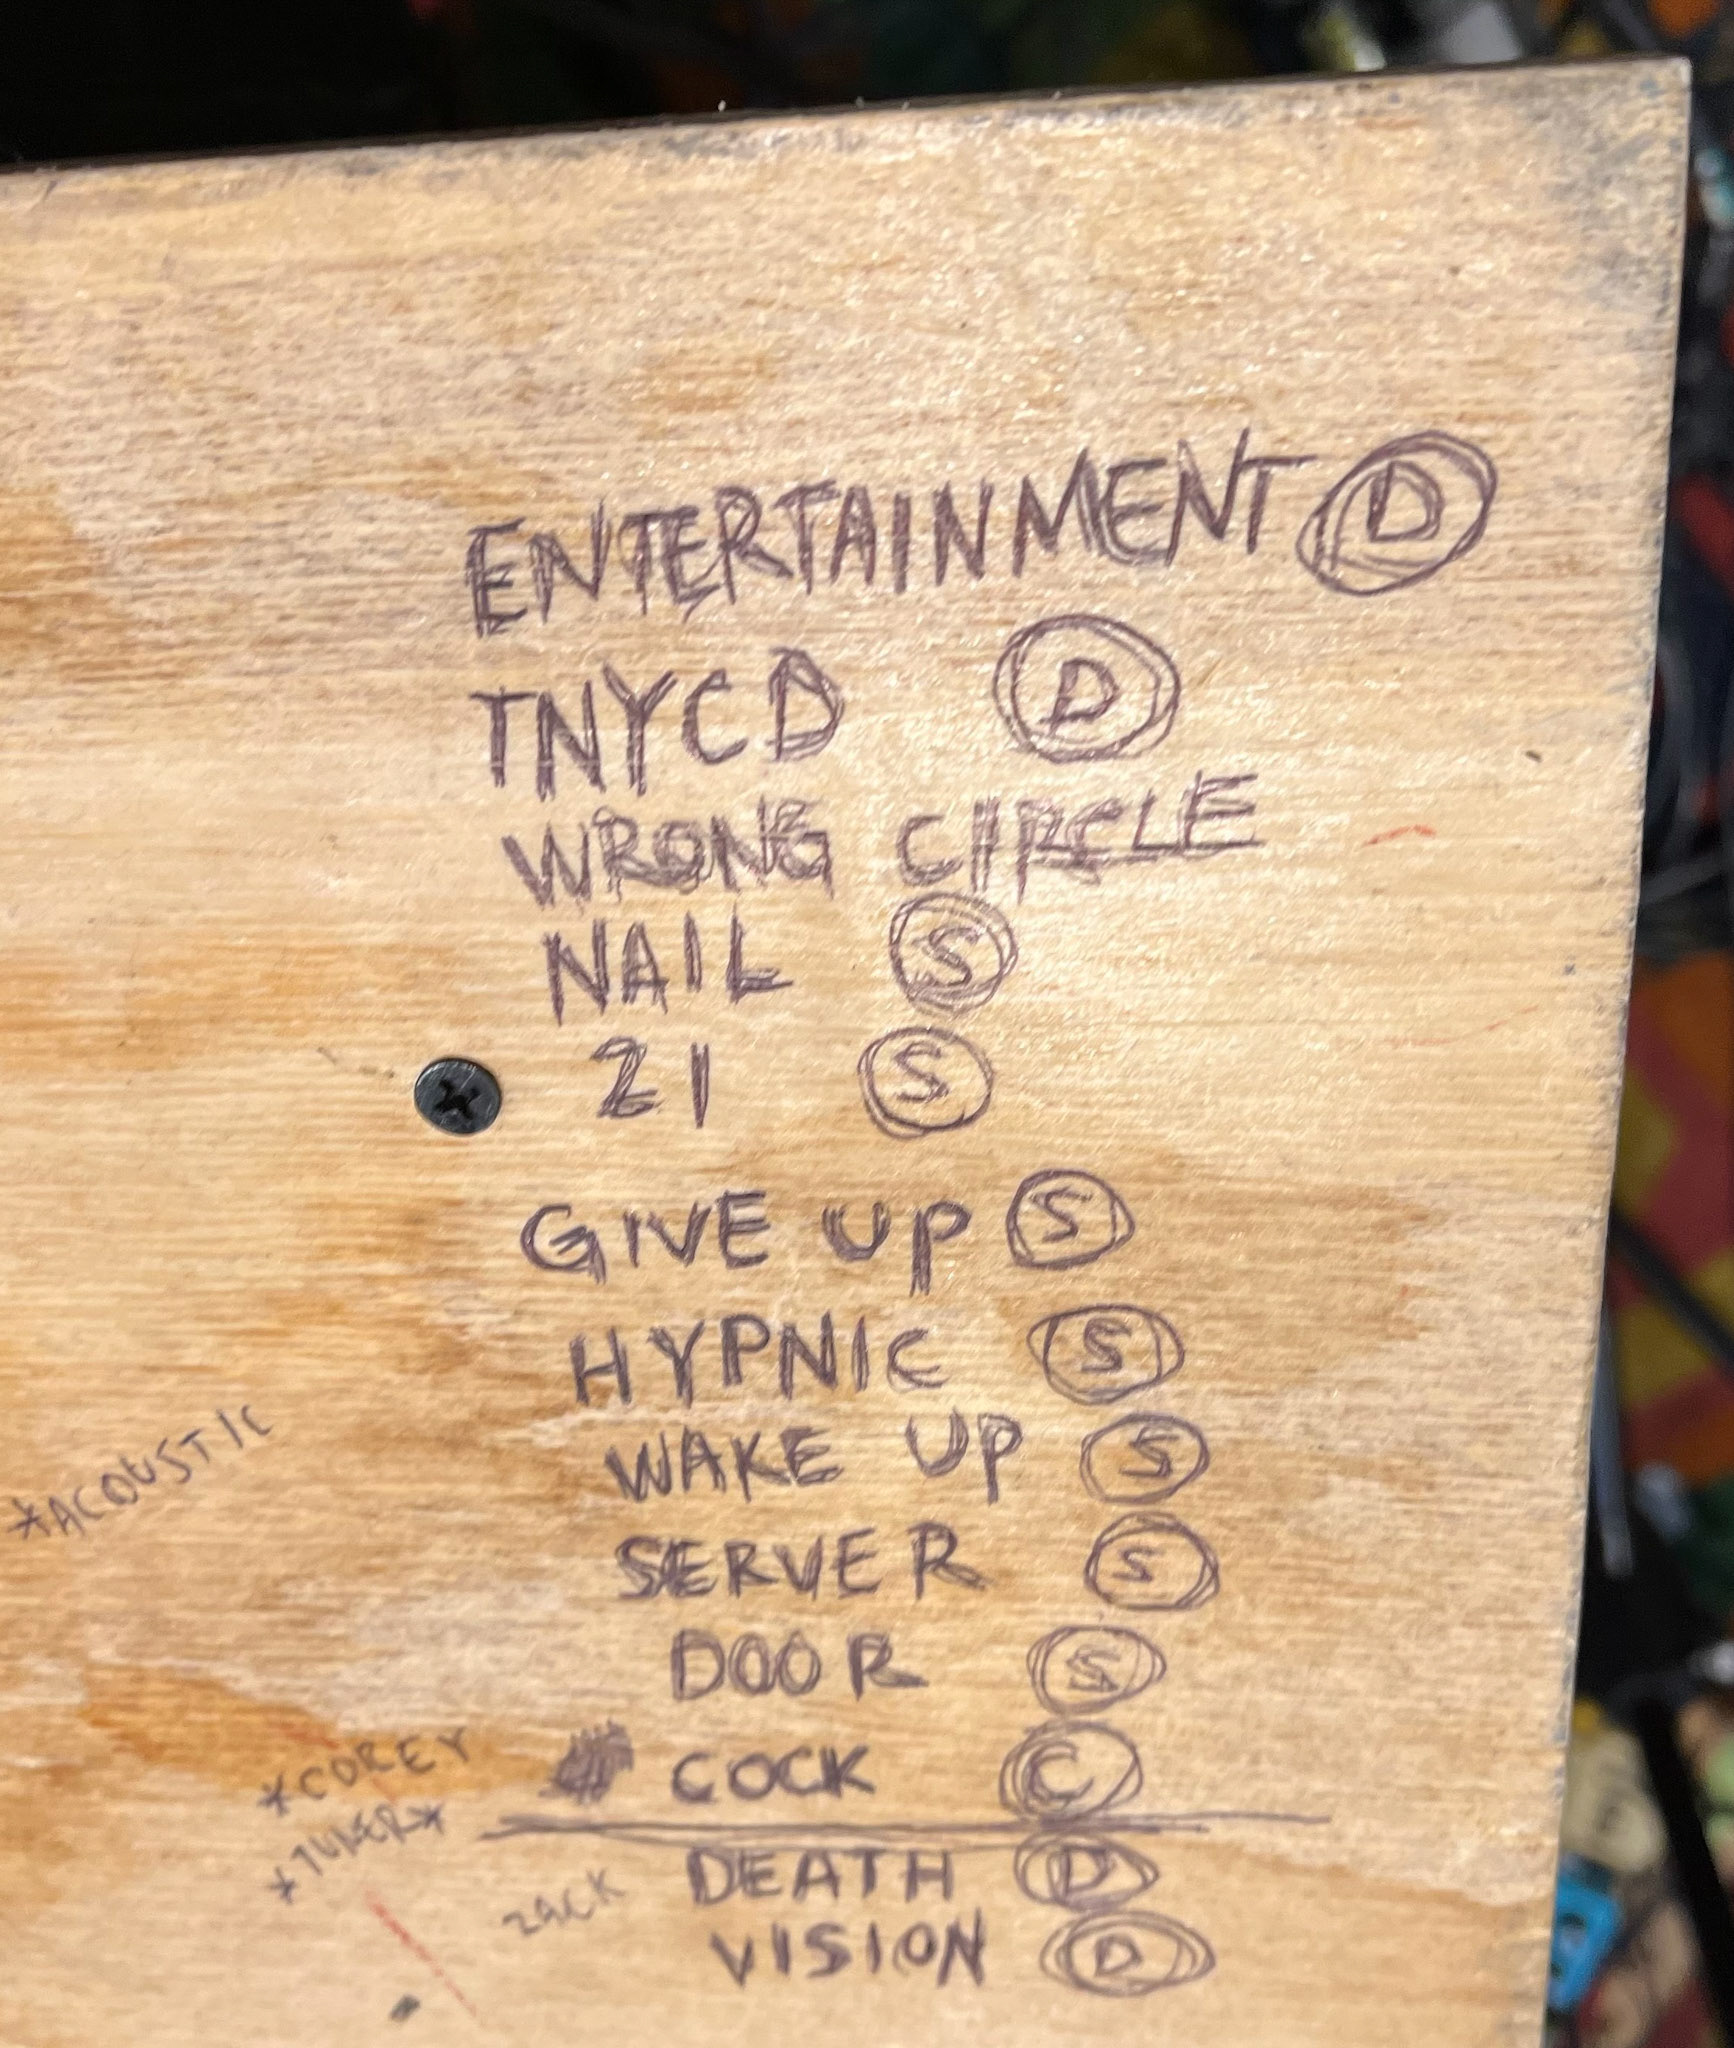 ENTERTAINMENT D
TNYCD D
WRONG CIRCLE
NAIL S
21 S
GIVE UP S
HYPNIC S
WAKE UP S
*ACOUSTIC
SERVER S
DOOR S
*COREY
COCK C
*TUNER*
ZACK
DEATH D
VISION D